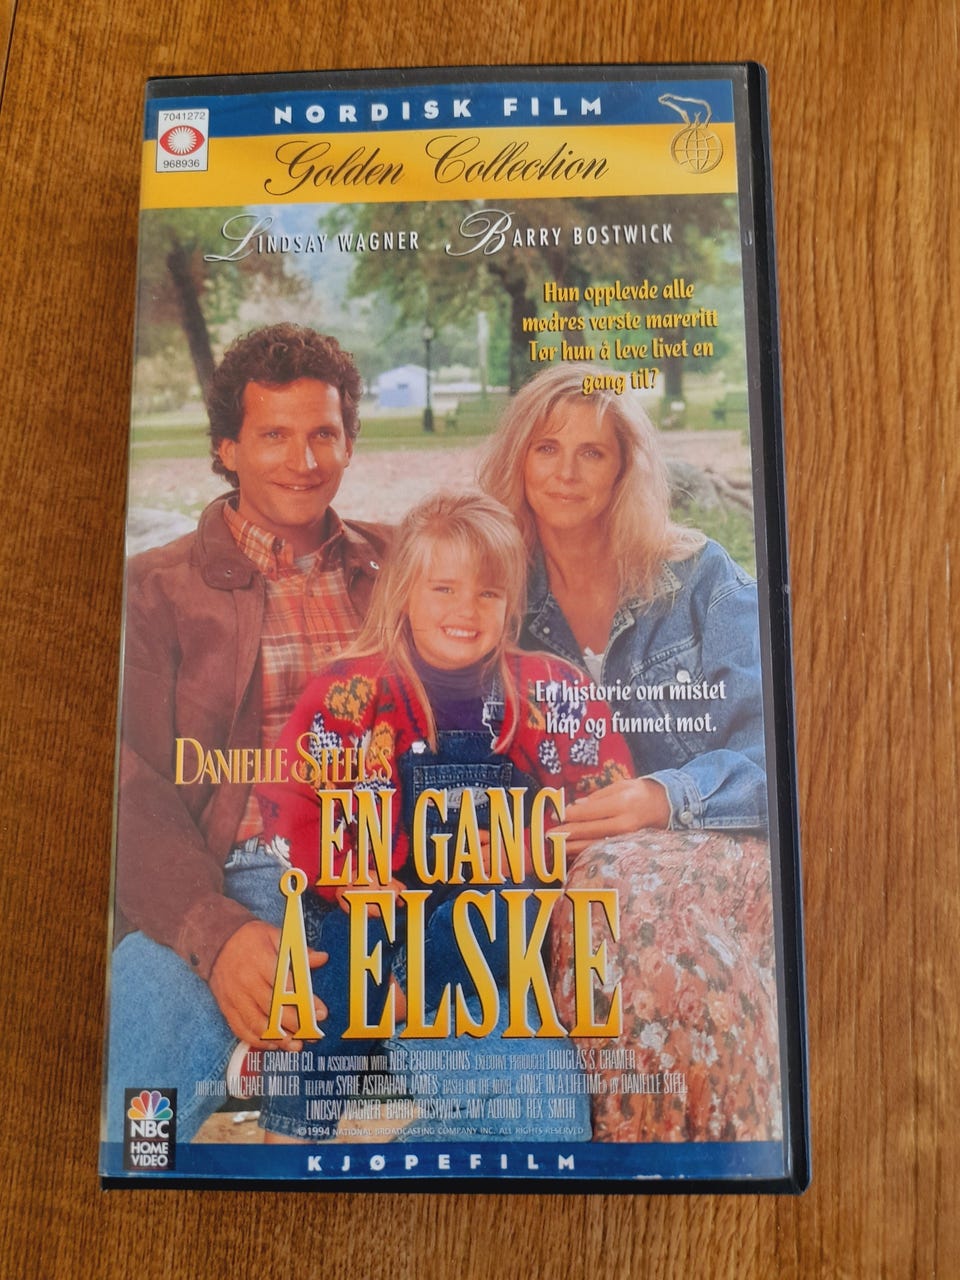 NORDISK FILM
7041272
968936
Golden Collection
LINDSAY WAGNER BARRY BOSTWICK
Hun opplevde alle
mødres verste mareritt
Tør hun å leve livet en
gang til?
En historie om mistet
håp og funnet mot.
DANIELLE STEEL'S
EN GANG
Å ELSKE
THE CRAMER CO. IN ASSOCIATION WITH NBC PRODUCTIONS EXECUTIVE PRODUCER DOUGLAS S. CRAMER
DIRECTOR MICHAEL MILLER TELEPLAY SYRIE ASTRAHAN JAMES BASED ON THE NOVEL «ONCE IN A LIFETIME» BY DANIELLE STEEL
LINDSAY WAGNER BARRY BOSTWICK AMY AQUINO REX SMITH
©1994 NATIONAL BROADCASTING COMPANY INC. ALL RIGHTS RESERVED
NBC
HOME
VIDEO
KJØPEFILM